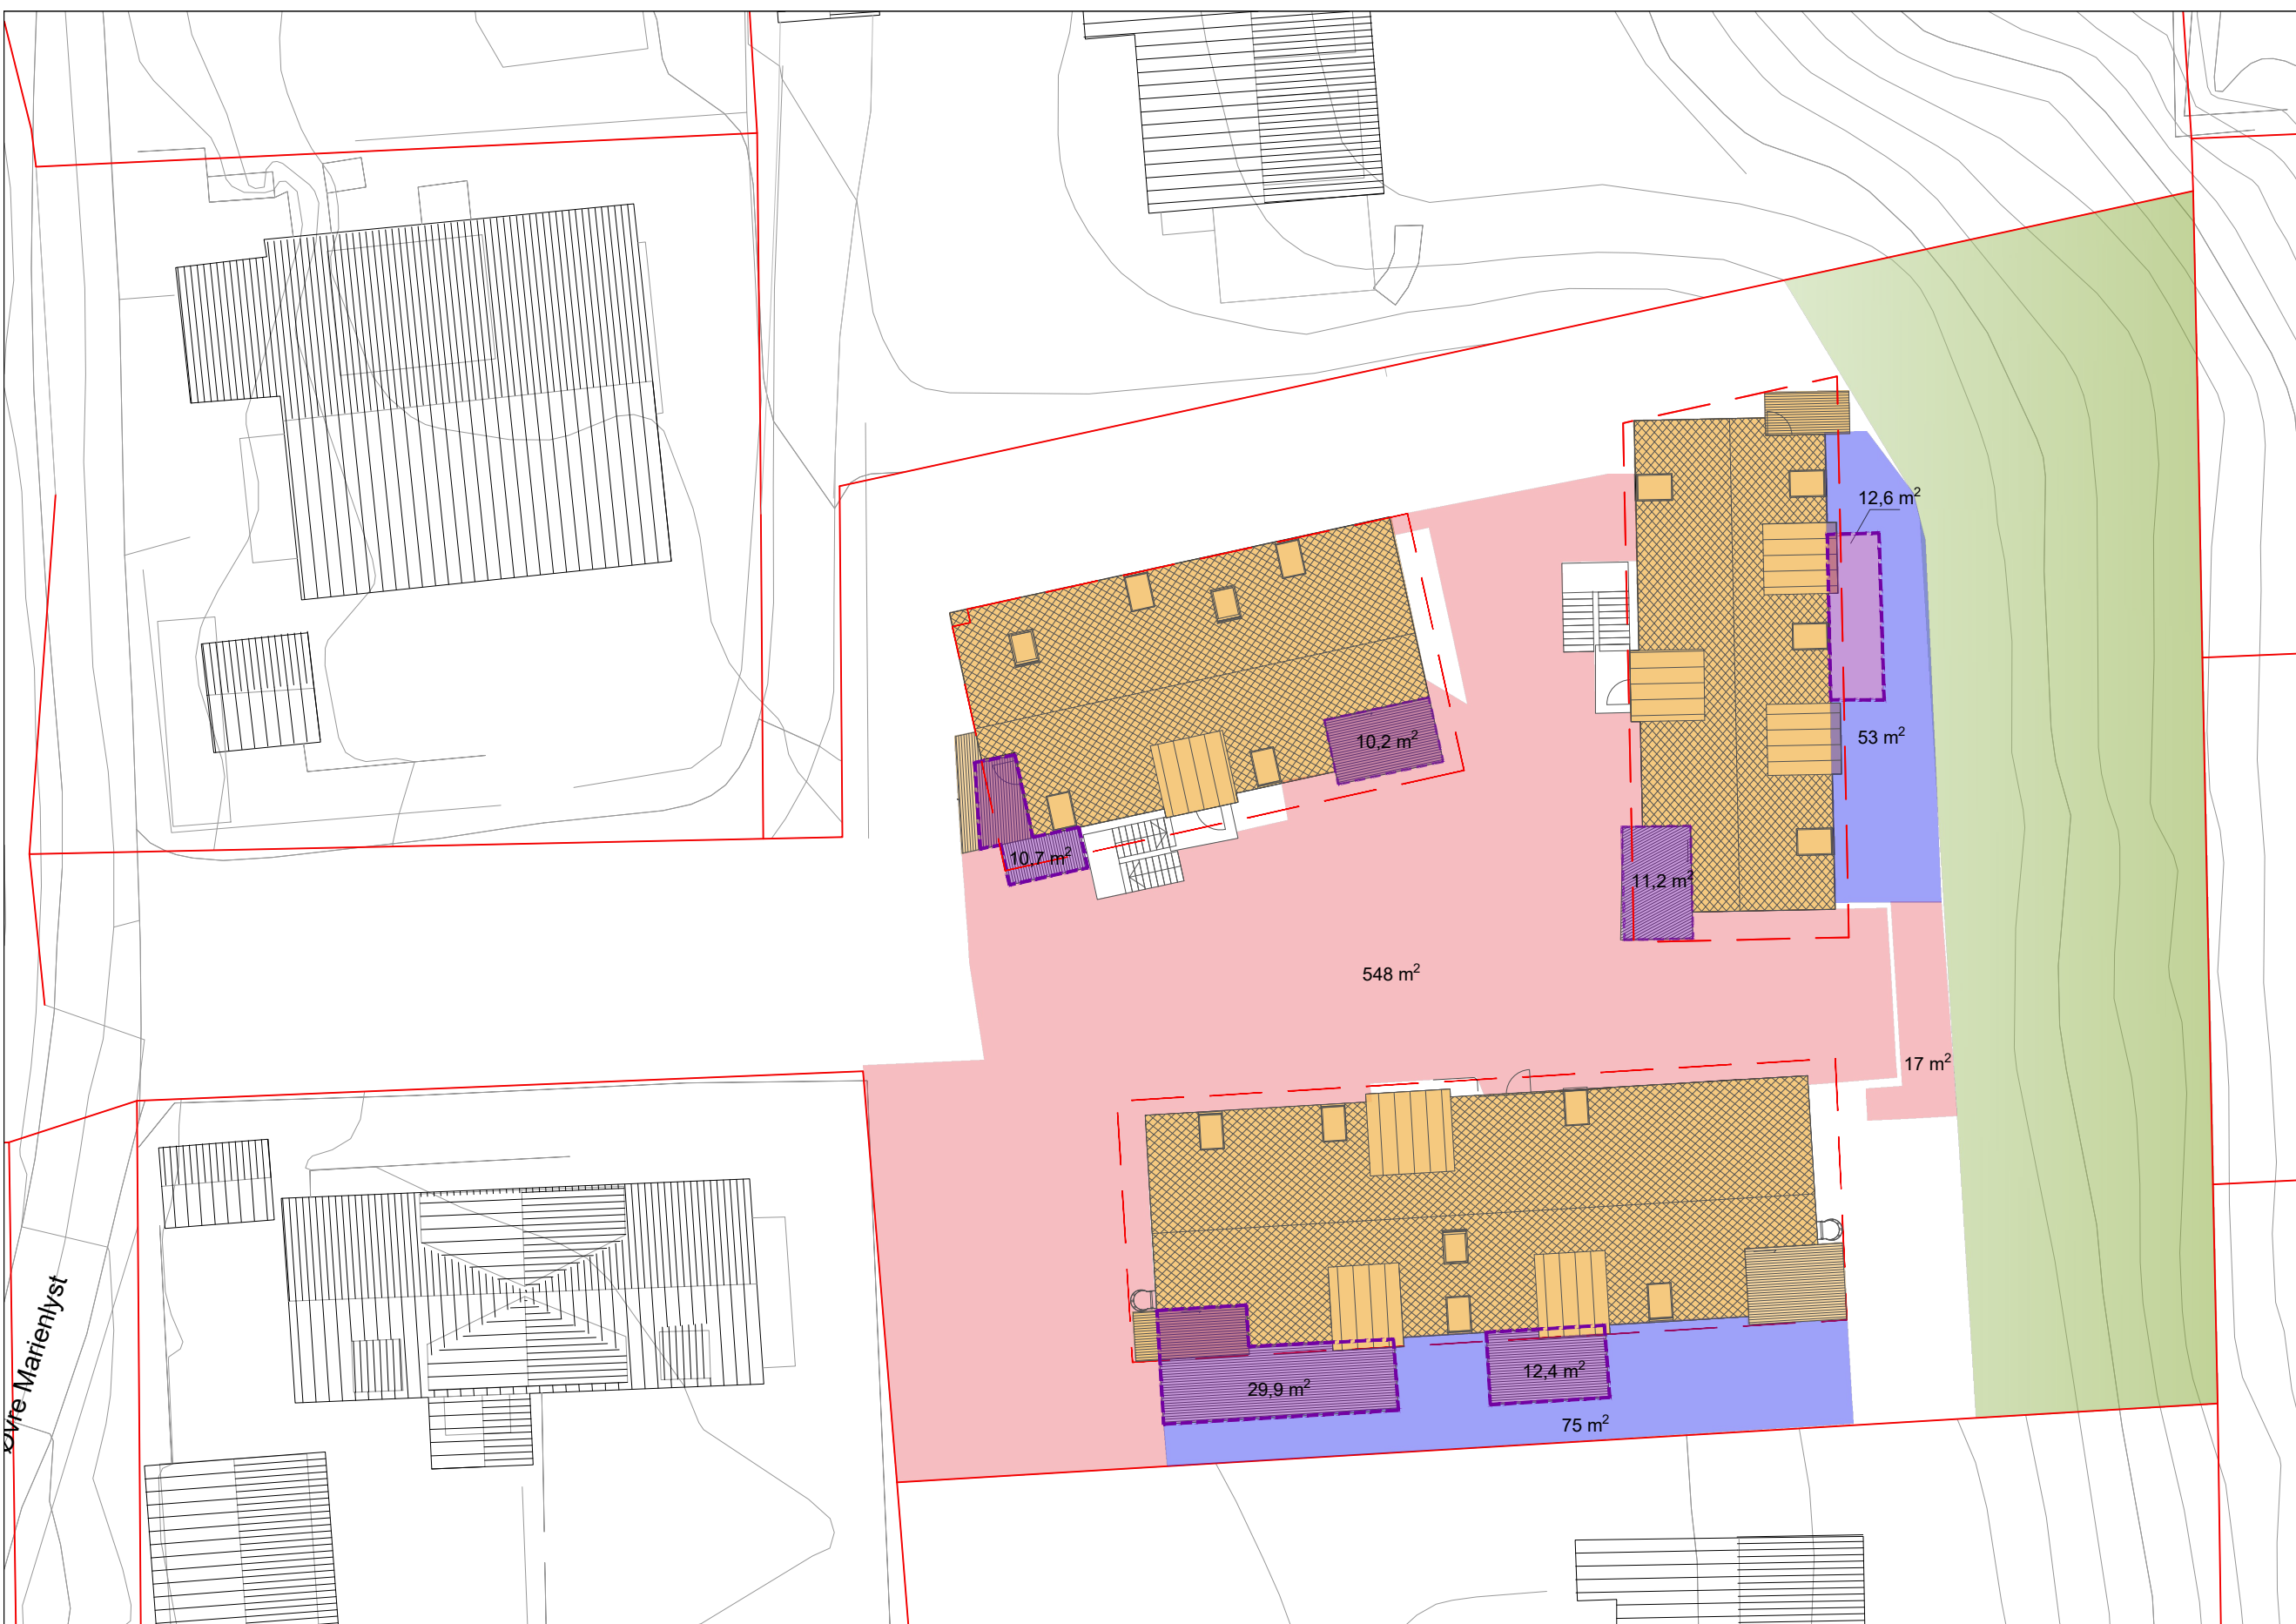 12,6 m²
53 m²
10,2 m²
10,7 m²
11,2 m²
548 m²
17 m²
29,9 m²
12,4 m²
75 m²
Øvre Marienlyst